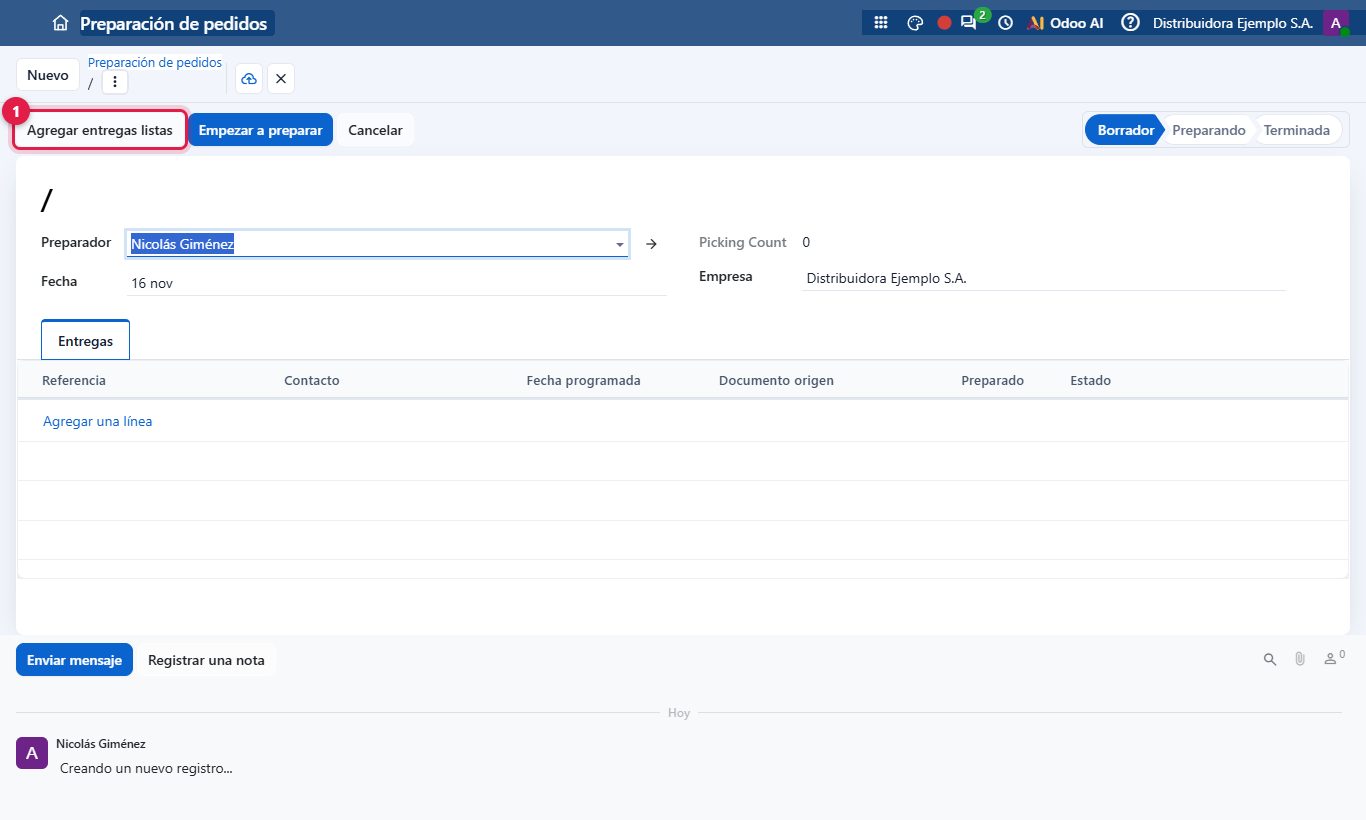 Preparación de pedidos
2
Odoo AI
Distribuidora Ejemplo S.A.
A
Nuevo
Preparación de pedidos
/
1
Agregar entregas listas
Empezar a preparar
Cancelar
Borrador
Preparando
Terminada
/
Preparador
Nicolás Giménez
Picking Count
0
Fecha
16 nov
Empresa
Distribuidora Ejemplo S.A.
Entregas
Referencia
Contacto
Fecha programada
Documento origen
Preparado
Estado
Agregar una línea
Enviar mensaje
Registrar una nota
0
Hoy
A
Nicolás Giménez
Creando un nuevo registro...